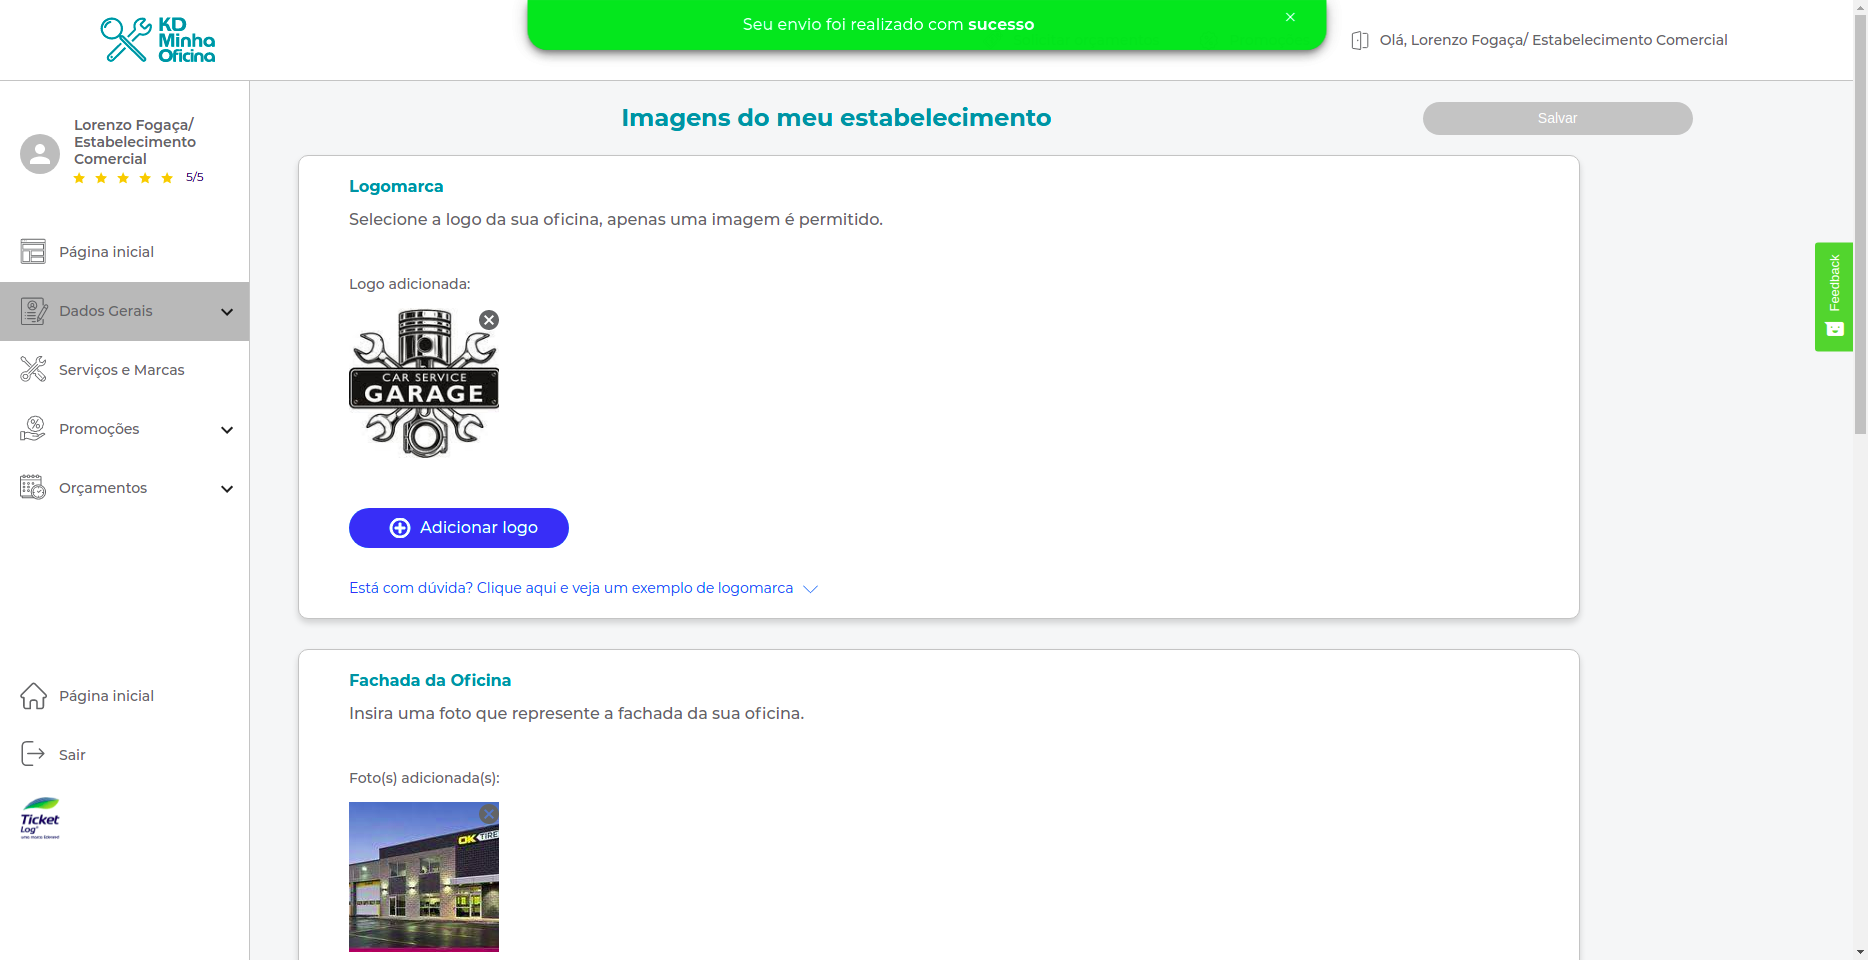 KD
Minha
Oficina
Seu envio foi realizado com sucesso
Olá, Lorenzo Fogaça/ Estabelecimento Comercial
Lorenzo Fogaça/
Estabelecimento
Comercial
5/5
Página inicial
Dados Gerais
Serviços e Marcas
Promoções
Orçamentos
Página inicial
Sair
Ticket
Log
Imagens do meu estabelecimento
Salvar
Logomarca
Selecione a logo da sua oficina, apenas uma imagem é permitido.
Logo adicionada:
CAR SERVICE
GARAGE
Adicionar logo
Está com dúvida? Clique aqui e veja um exemplo de logomarca
Fachada da Oficina
Insira uma foto que represente a fachada da sua oficina.
Foto(s) adicionada(s):
OK TIRE
Feedback